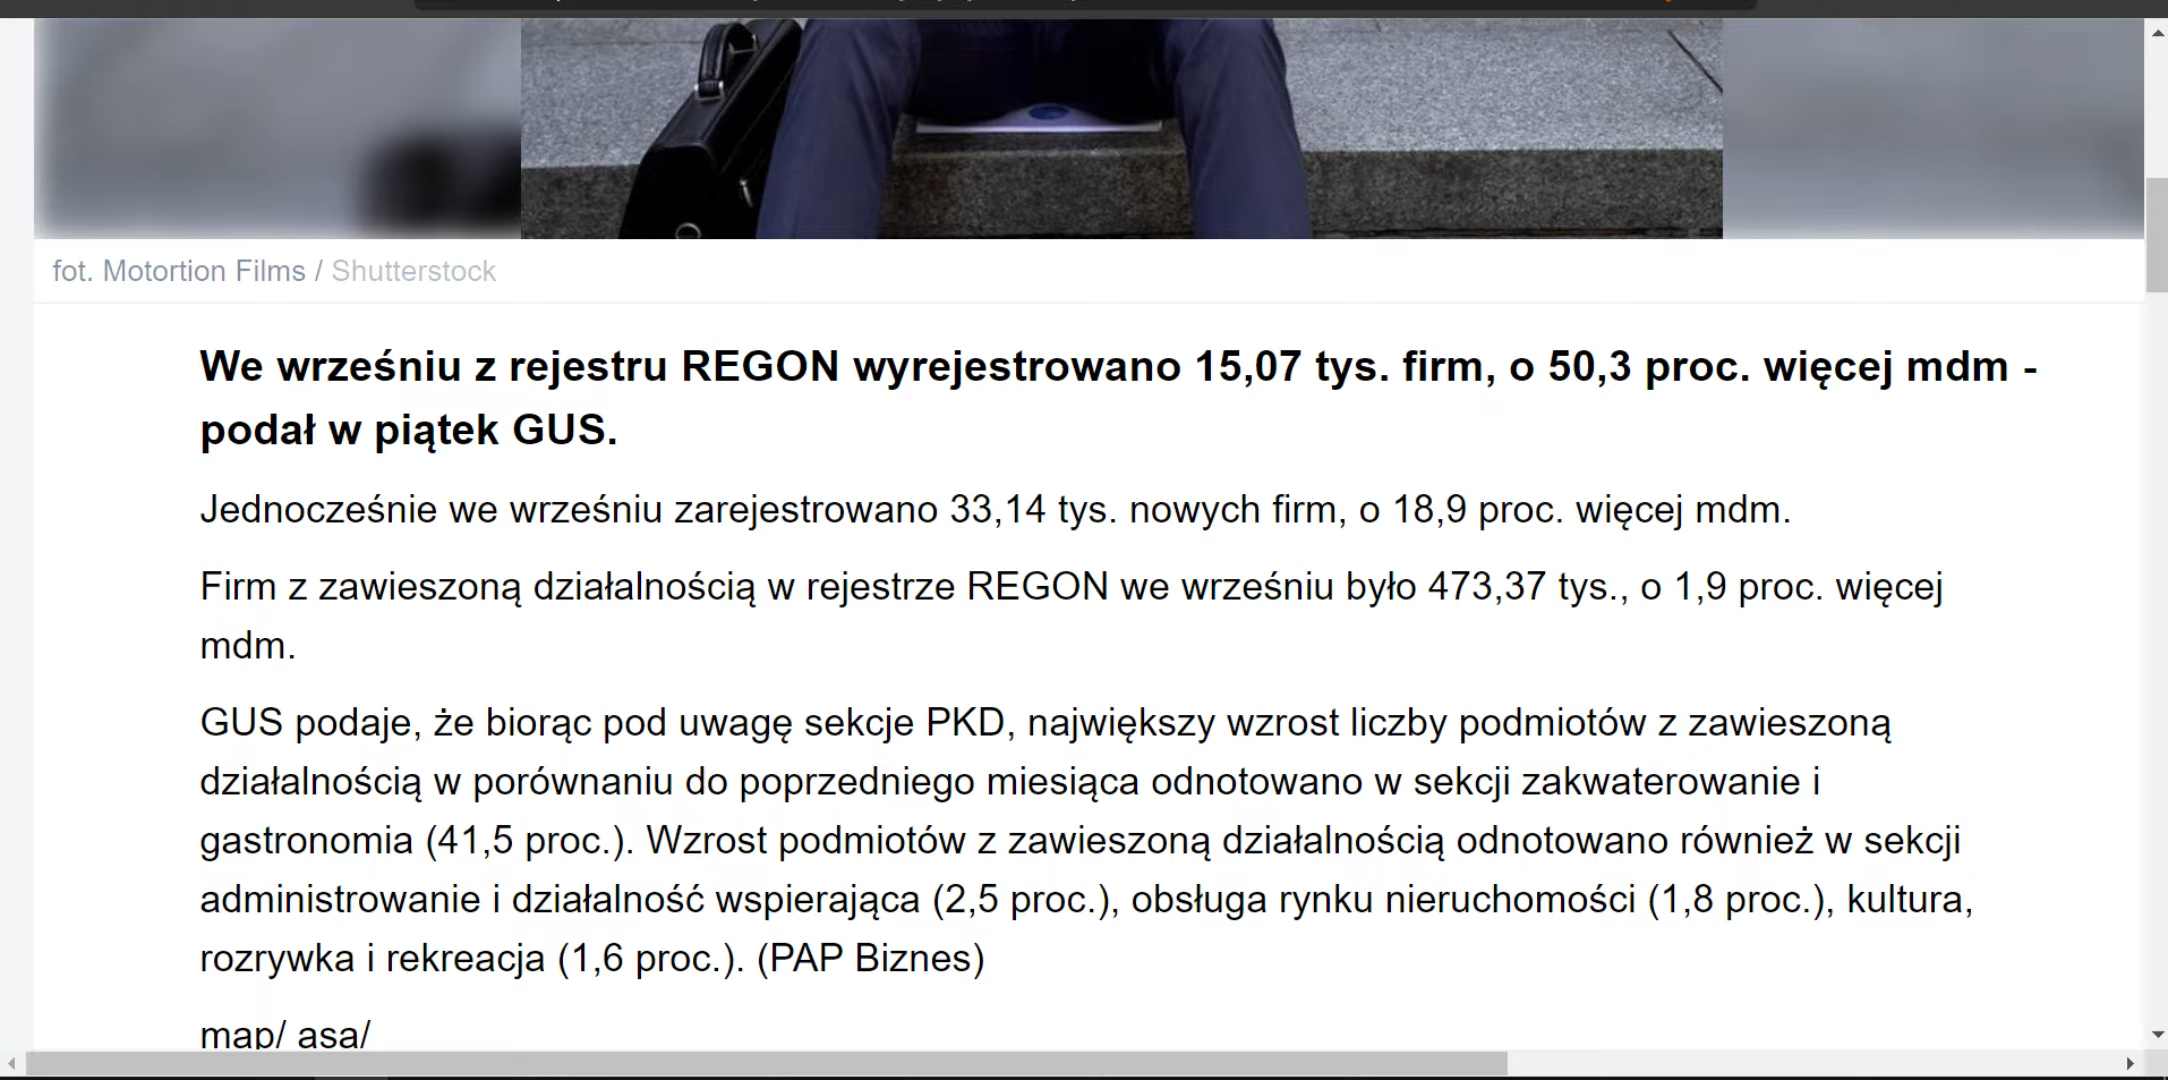 fot. Motortion Films / Shutterstock
We wrześniu z rejestru REGON wyrejestrowano 15,07 tys. firm, o 50,3 proc. więcej mdm -
podał w piątek GUS.
Jednocześnie we wrześniu zarejestrowano 33,14 tys. nowych firm, o 18,9 proc. więcej mdm.
Firm z zawieszoną działalnością w rejestrze REGON we wrześniu było 473,37 tys., o 1,9 proc. więcej
mdm.
GUS podaje, że biorąc pod uwagę sekcje PKD, największy wzrost liczby podmiotów z zawieszoną
działalnością w porównaniu do poprzedniego miesiąca odnotowano w sekcji zakwaterowanie i
gastronomia (41,5 proc.). Wzrost podmiotów z zawieszoną działalnością odnotowano również w sekcji
administrowanie i działalność wspierająca (2,5 proc.), obsługa rynku nieruchomości (1,8 proc.), kultura,
rozrywka i rekreacja (1,6 proc.). (PAP Biznes)
map/ asa/